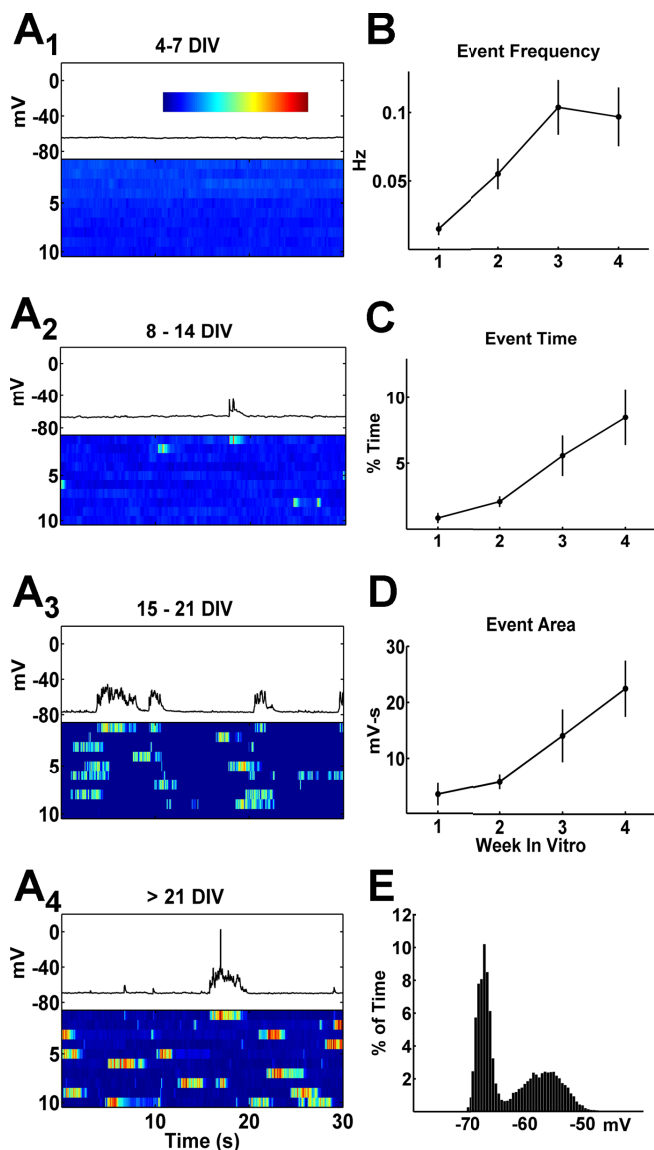 A1
4-7 DIV
0
-40
-80
mV
5
10
A2
8 - 14 DIV
0
-40
-80
mV
5
10
A3
15 - 21 DIV
0
-40
-80
mV
5
10
A4
> 21 DIV
0
-40
-80
mV
5
10
0 10 20 30
Time (s)
B
Event Frequency
0.1
0.05
Hz
1 2 3 4
C
Event Time
10
5
% Time
1 2 3 4
D
Event Area
30
20
10
mV-s
1 2 3 4
Week In Vitro
E
12
10
8
6
4
2
% of Time
-70 -60 -50 mV